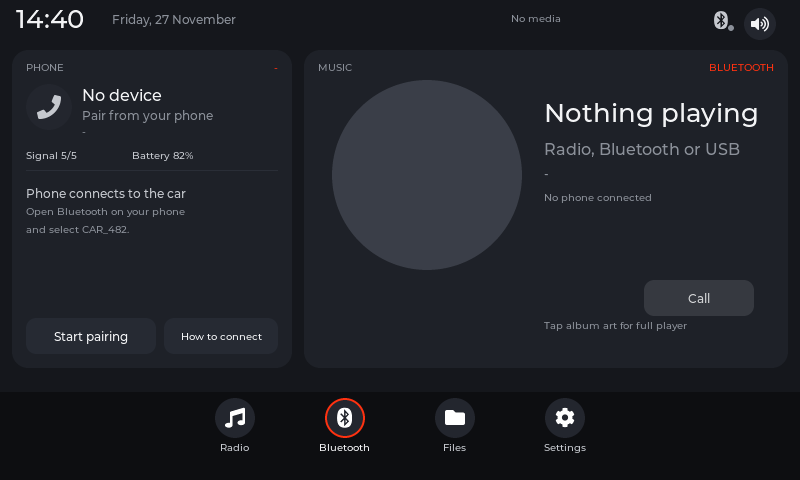 14:40
Friday, 27 November
No media
PHONE
-
No device
Pair from your phone
-
Signal 5/5
Battery 82%
Phone connects to the car
Open Bluetooth on your phone
and select CAR_482.
Start pairing
How to connect
MUSIC
BLUETOOTH
Nothing playing
Radio, Bluetooth or USB
-
No phone connected
Call
Tap album art for full player
Radio
Bluetooth
Files
Settings